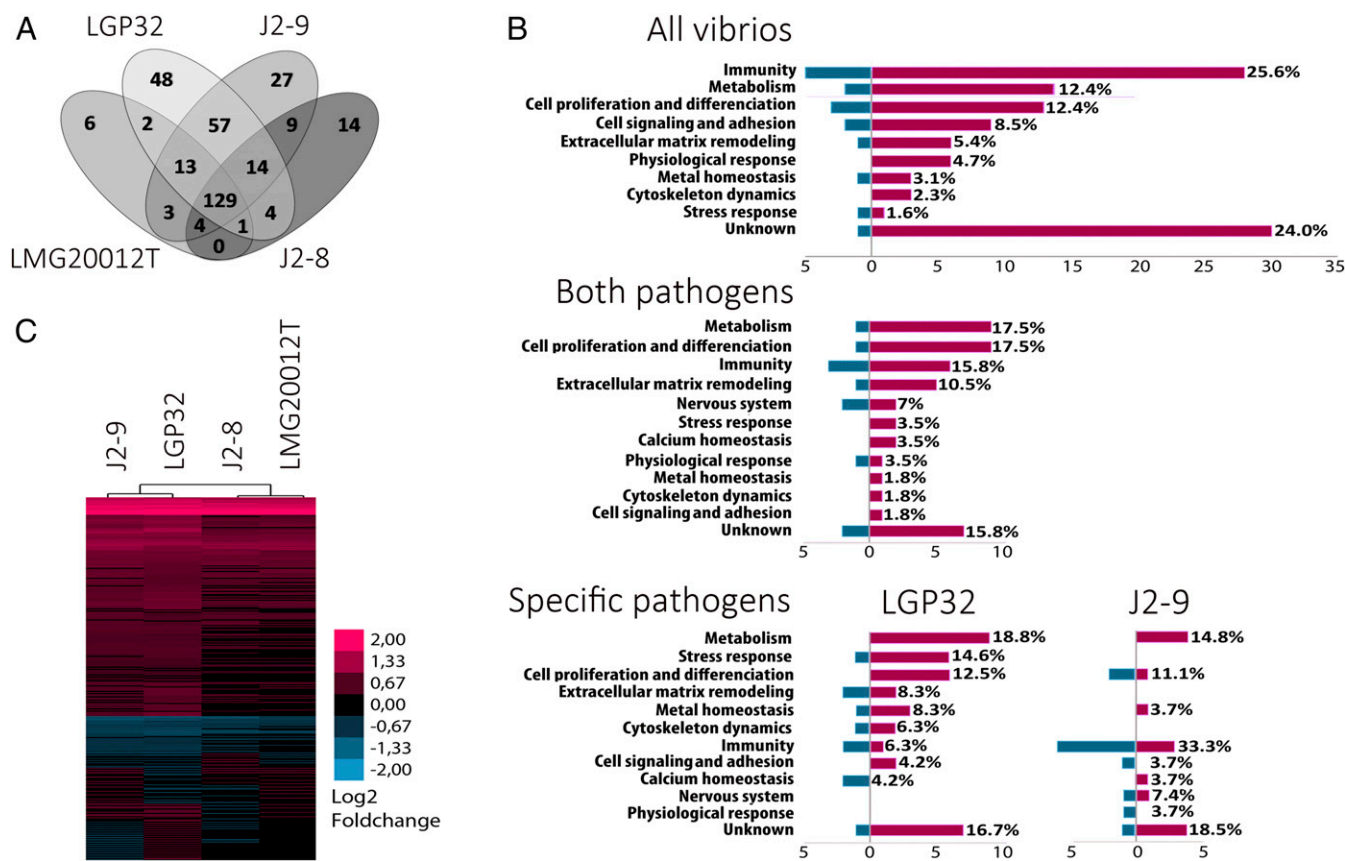 A
LGP32 J2-9
48 27
6 2 57 9 14
13 14
129
3 4 1 4
0
LMG20012T J2-8
B
All vibrios
Immunity 25.6%
Metabolism 12.4%
Cell proliferation and differenciation 12.4%
Cell signaling and adhesion 8.5%
Extracellular matrix remodeling 5.4%
Physiological response 4.7%
Metal homeostasis 3.1%
Cytoskeleton dynamics 2.3%
Stress response 1.6%
Unknown 24.0%
5 0 5 10 15 20 25 30 35
Both pathogens
Metabolism 17.5%
Cell proliferation and differenciation 17.5%
Immunity 15.8%
Extracellular matrix remodeling 10.5%
Nervous system 7%
Stress response 3.5%
Calcium homeostasis 3.5%
Physiological response 3.5%
Metal homeostasis 1.8%
Cytoskeleton dynamics 1.8%
Cell signaling and adhesion 1.8%
Unknown 15.8%
5 0 5 10
Specific pathogens LGP32 J2-9
Metabolism 18.8% 14.8%
Stress response 14.6%
Cell proliferation and differenciation 12.5% 11.1%
Extracellular matrix remodeling 8.3%
Metal homeostasis 8.3% 3.7%
Cytoskeleton dynamics 6.3%
Immunity 6.3% 33.3%
Cell signaling and adhesion 4.2% 3.7%
Calcium homeostasis 4.2% 3.7%
Nervous system 7.4%
Physiological response 3.7%
Unknown 16.7% 18.5%
5 0 5 10 5 0 5
C
J2-9 LGP32 J2-8 LMG20012T
2,00
1,33
0,67
0,00
-0,67
-1,33
-2,00
Log2
Foldchange